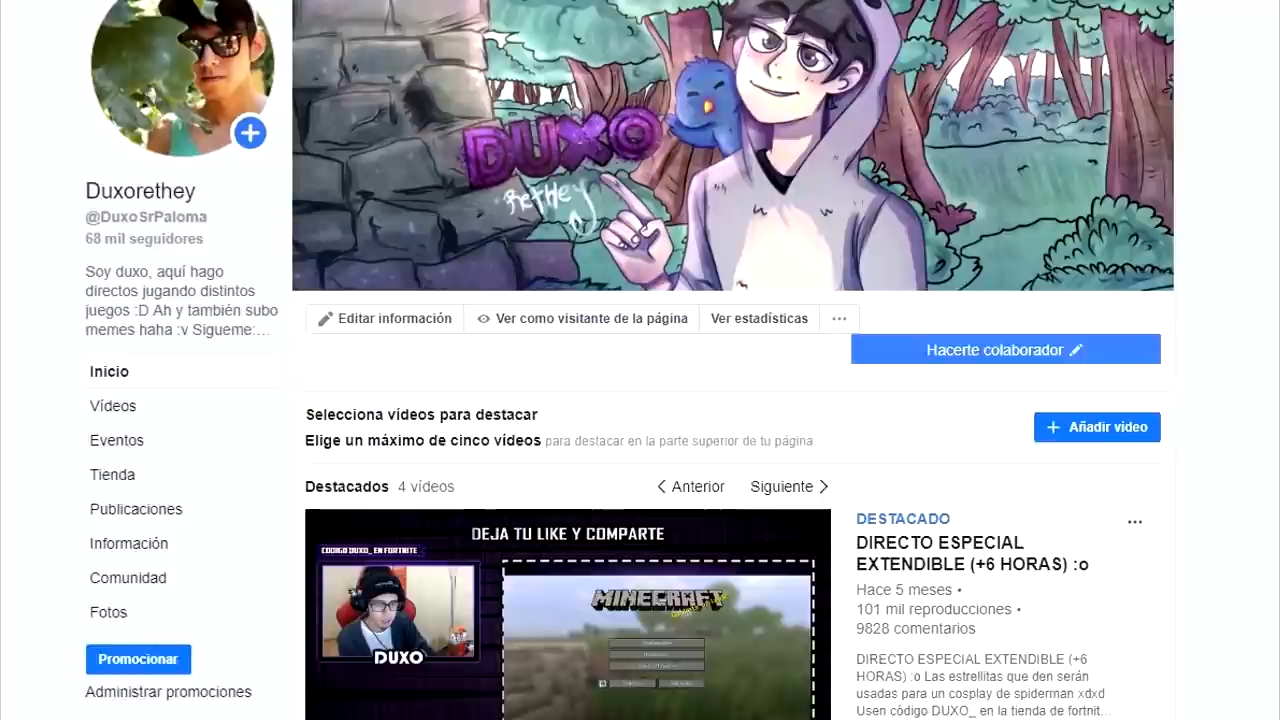 DUXO
Rethey
Duxorethey
@DuxoSrPaloma
68 mil seguidores
Soy duxo, aquí hago
directos jugando distintos
juegos :D Ah y también subo
memes haha :v Sigueme:...
Editar información
Ver como visitante de la página
Ver estadísticas
...
Hacerte colaborador
Inicio
Vídeos
Eventos
Tienda
Publicaciones
Información
Comunidad
Fotos
Promocionar
Administrar promociones
Selecciona vídeos para destacar
Elige un máximo de cinco vídeos para destacar en la parte superior de tu página
+ Añadir vídeo
Destacados 4 vídeos
Anterior
Siguiente
DEJA TU LIKE Y COMPARTE
CODIGO DUXO_ EN FORTNITE
DUXO
MINECRAFT
DESTACADO
...
DIRECTO ESPECIAL
EXTENDIBLE (+6 HORAS) :o
Hace 5 meses •
101 mil reproducciones •
9828 comentarios
DIRECTO ESPECIAL EXTENDIBLE (+6
HORAS) :o Las estrellitas que den serán
usadas para un cosplay de spiderman xdxd
Usen código DUXO_ en la tienda de fortnit...